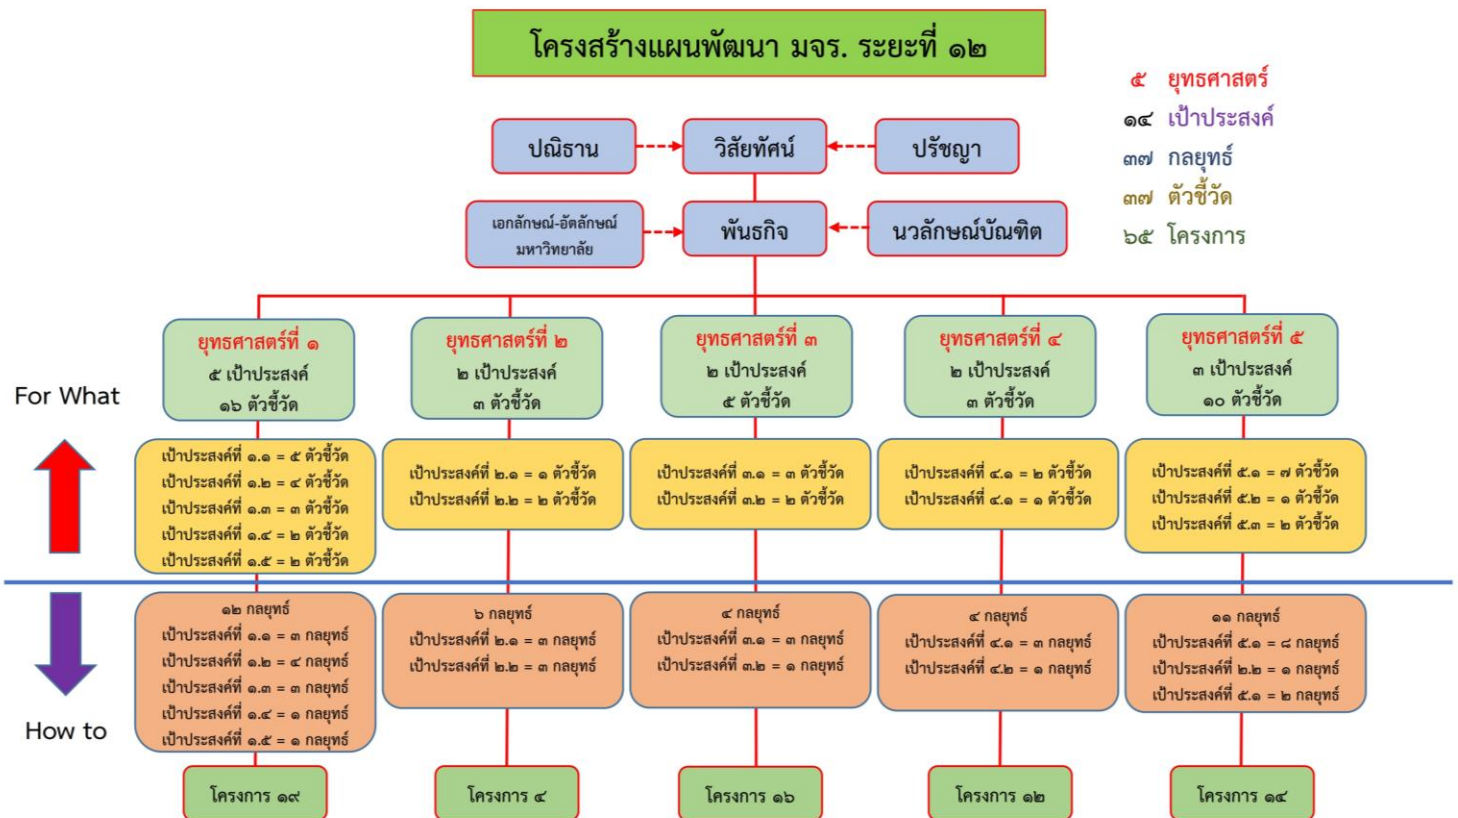 โครงสร้างแผนพัฒนา มจร. ระยะที่ ๑๒
๕ ยุทธศาสตร์
๑๔ เป้าประสงค์
๓๗ กลยุทธ์
๓๗ ตัวชี้วัด
๖๕ โครงการ
ปณิธาน
วิสัยทัศน์
ปรัชญา
เอกลักษณ์-อัตลักษณ์
มหาวิทยาลัย
พันธกิจ
นวลักษณ์บัณฑิต
For What
ยุทธศาสตร์ที่ ๑
๕ เป้าประสงค์
๑๖ ตัวชี้วัด
ยุทธศาสตร์ที่ ๒
๒ เป้าประสงค์
๓ ตัวชี้วัด
ยุทธศาสตร์ที่ ๓
๒ เป้าประสงค์
๕ ตัวชี้วัด
ยุทธศาสตร์ที่ ๔
๒ เป้าประสงค์
๓ ตัวชี้วัด
ยุทธศาสตร์ที่ ๕
๓ เป้าประสงค์
๑๐ ตัวชี้วัด
เป้าประสงค์ที่ ๑.๑ = ๕ ตัวชี้วัด
เป้าประสงค์ที่ ๑.๒ = ๔ ตัวชี้วัด
เป้าประสงค์ที่ ๑.๓ = ๓ ตัวชี้วัด
เป้าประสงค์ที่ ๑.๔ = ๒ ตัวชี้วัด
เป้าประสงค์ที่ ๑.๕ = ๒ ตัวชี้วัด
เป้าประสงค์ที่ ๒.๑ = ๑ ตัวชี้วัด
เป้าประสงค์ที่ ๒.๒ = ๒ ตัวชี้วัด
เป้าประสงค์ที่ ๓.๑ = ๓ ตัวชี้วัด
เป้าประสงค์ที่ ๓.๒ = ๒ ตัวชี้วัด
เป้าประสงค์ที่ ๔.๑ = ๒ ตัวชี้วัด
เป้าประสงค์ที่ ๔.๑ = ๑ ตัวชี้วัด
เป้าประสงค์ที่ ๕.๑ = ๗ ตัวชี้วัด
เป้าประสงค์ที่ ๕.๒ = ๑ ตัวชี้วัด
เป้าประสงค์ที่ ๕.๓ = ๒ ตัวชี้วัด
How to
๑๒ กลยุทธ์
เป้าประสงค์ที่ ๑.๑ = ๓ กลยุทธ์
เป้าประสงค์ที่ ๑.๒ = ๔ กลยุทธ์
เป้าประสงค์ที่ ๑.๓ = ๓ กลยุทธ์
เป้าประสงค์ที่ ๑.๔ = ๑ กลยุทธ์
เป้าประสงค์ที่ ๑.๕ = ๑ กลยุทธ์
๖ กลยุทธ์
เป้าประสงค์ที่ ๒.๑ = ๓ กลยุทธ์
เป้าประสงค์ที่ ๒.๒ = ๓ กลยุทธ์
๔ กลยุทธ์
เป้าประสงค์ที่ ๓.๑ = ๓ กลยุทธ์
เป้าประสงค์ที่ ๓.๒ = ๑ กลยุทธ์
๔ กลยุทธ์
เป้าประสงค์ที่ ๔.๑ = ๓ กลยุทธ์
เป้าประสงค์ที่ ๔.๒ = ๑ กลยุทธ์
๑๑ กลยุทธ์
เป้าประสงค์ที่ ๕.๑ = ๘ กลยุทธ์
เป้าประสงค์ที่ ๒.๒ = ๑ กลยุทธ์
เป้าประสงค์ที่ ๕.๑ = ๒ กลยุทธ์
โครงการ ๑๙
โครงการ ๔
โครงการ ๑๖
โครงการ ๑๒
โครงการ ๑๔